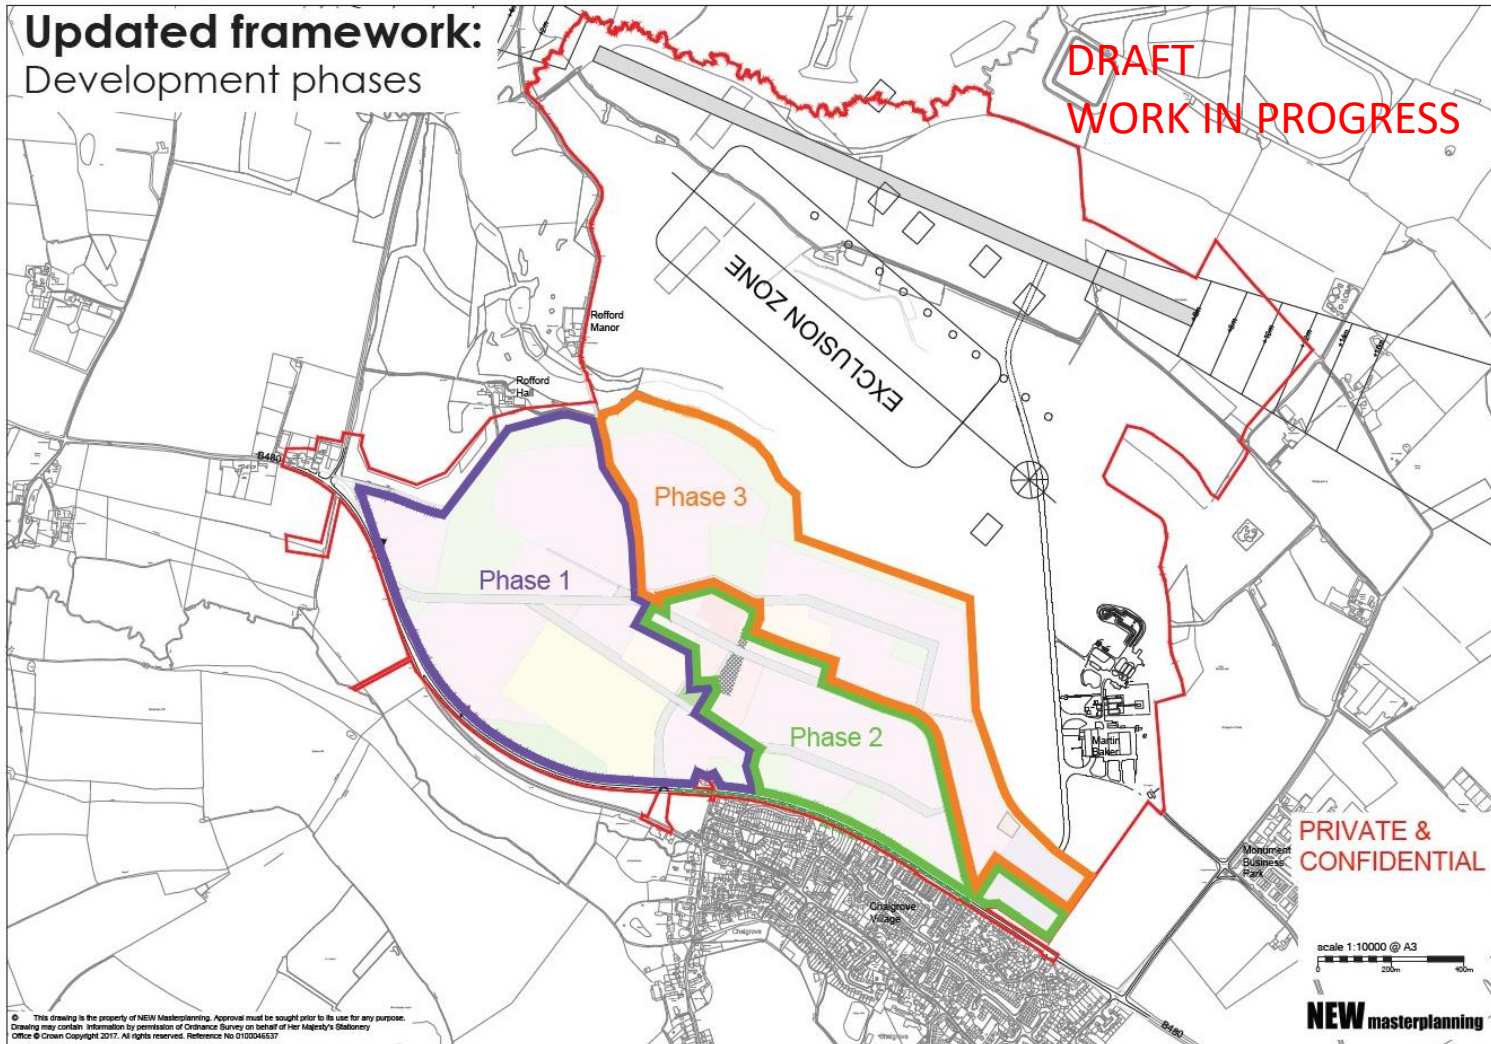 Updated framework:
Development phases
DRAFT
WORK IN PROGRESS
EXCLUSION ZONE
Rofford
Manor
Rofford
Hall
B480
Phase 3
Phase 1
Phase 2
Martin
Baker
Monument
Business
Park
PRIVATE &
CONFIDENTIAL
Chalgrove
Village
Chalgrove
Chalgrove
B480
scale 1:10000 @ A3
0 200m 400m
NEW masterplanning
© This drawing is the property of NEW Masterplanning. Approval must be sought prior to its use for any purpose.
Drawing may contain information by permission of Ordnance Survey on behalf of Her Majesty's Stationery
Office © Crown Copyright 2017. All rights reserved. Reference No 0100046537